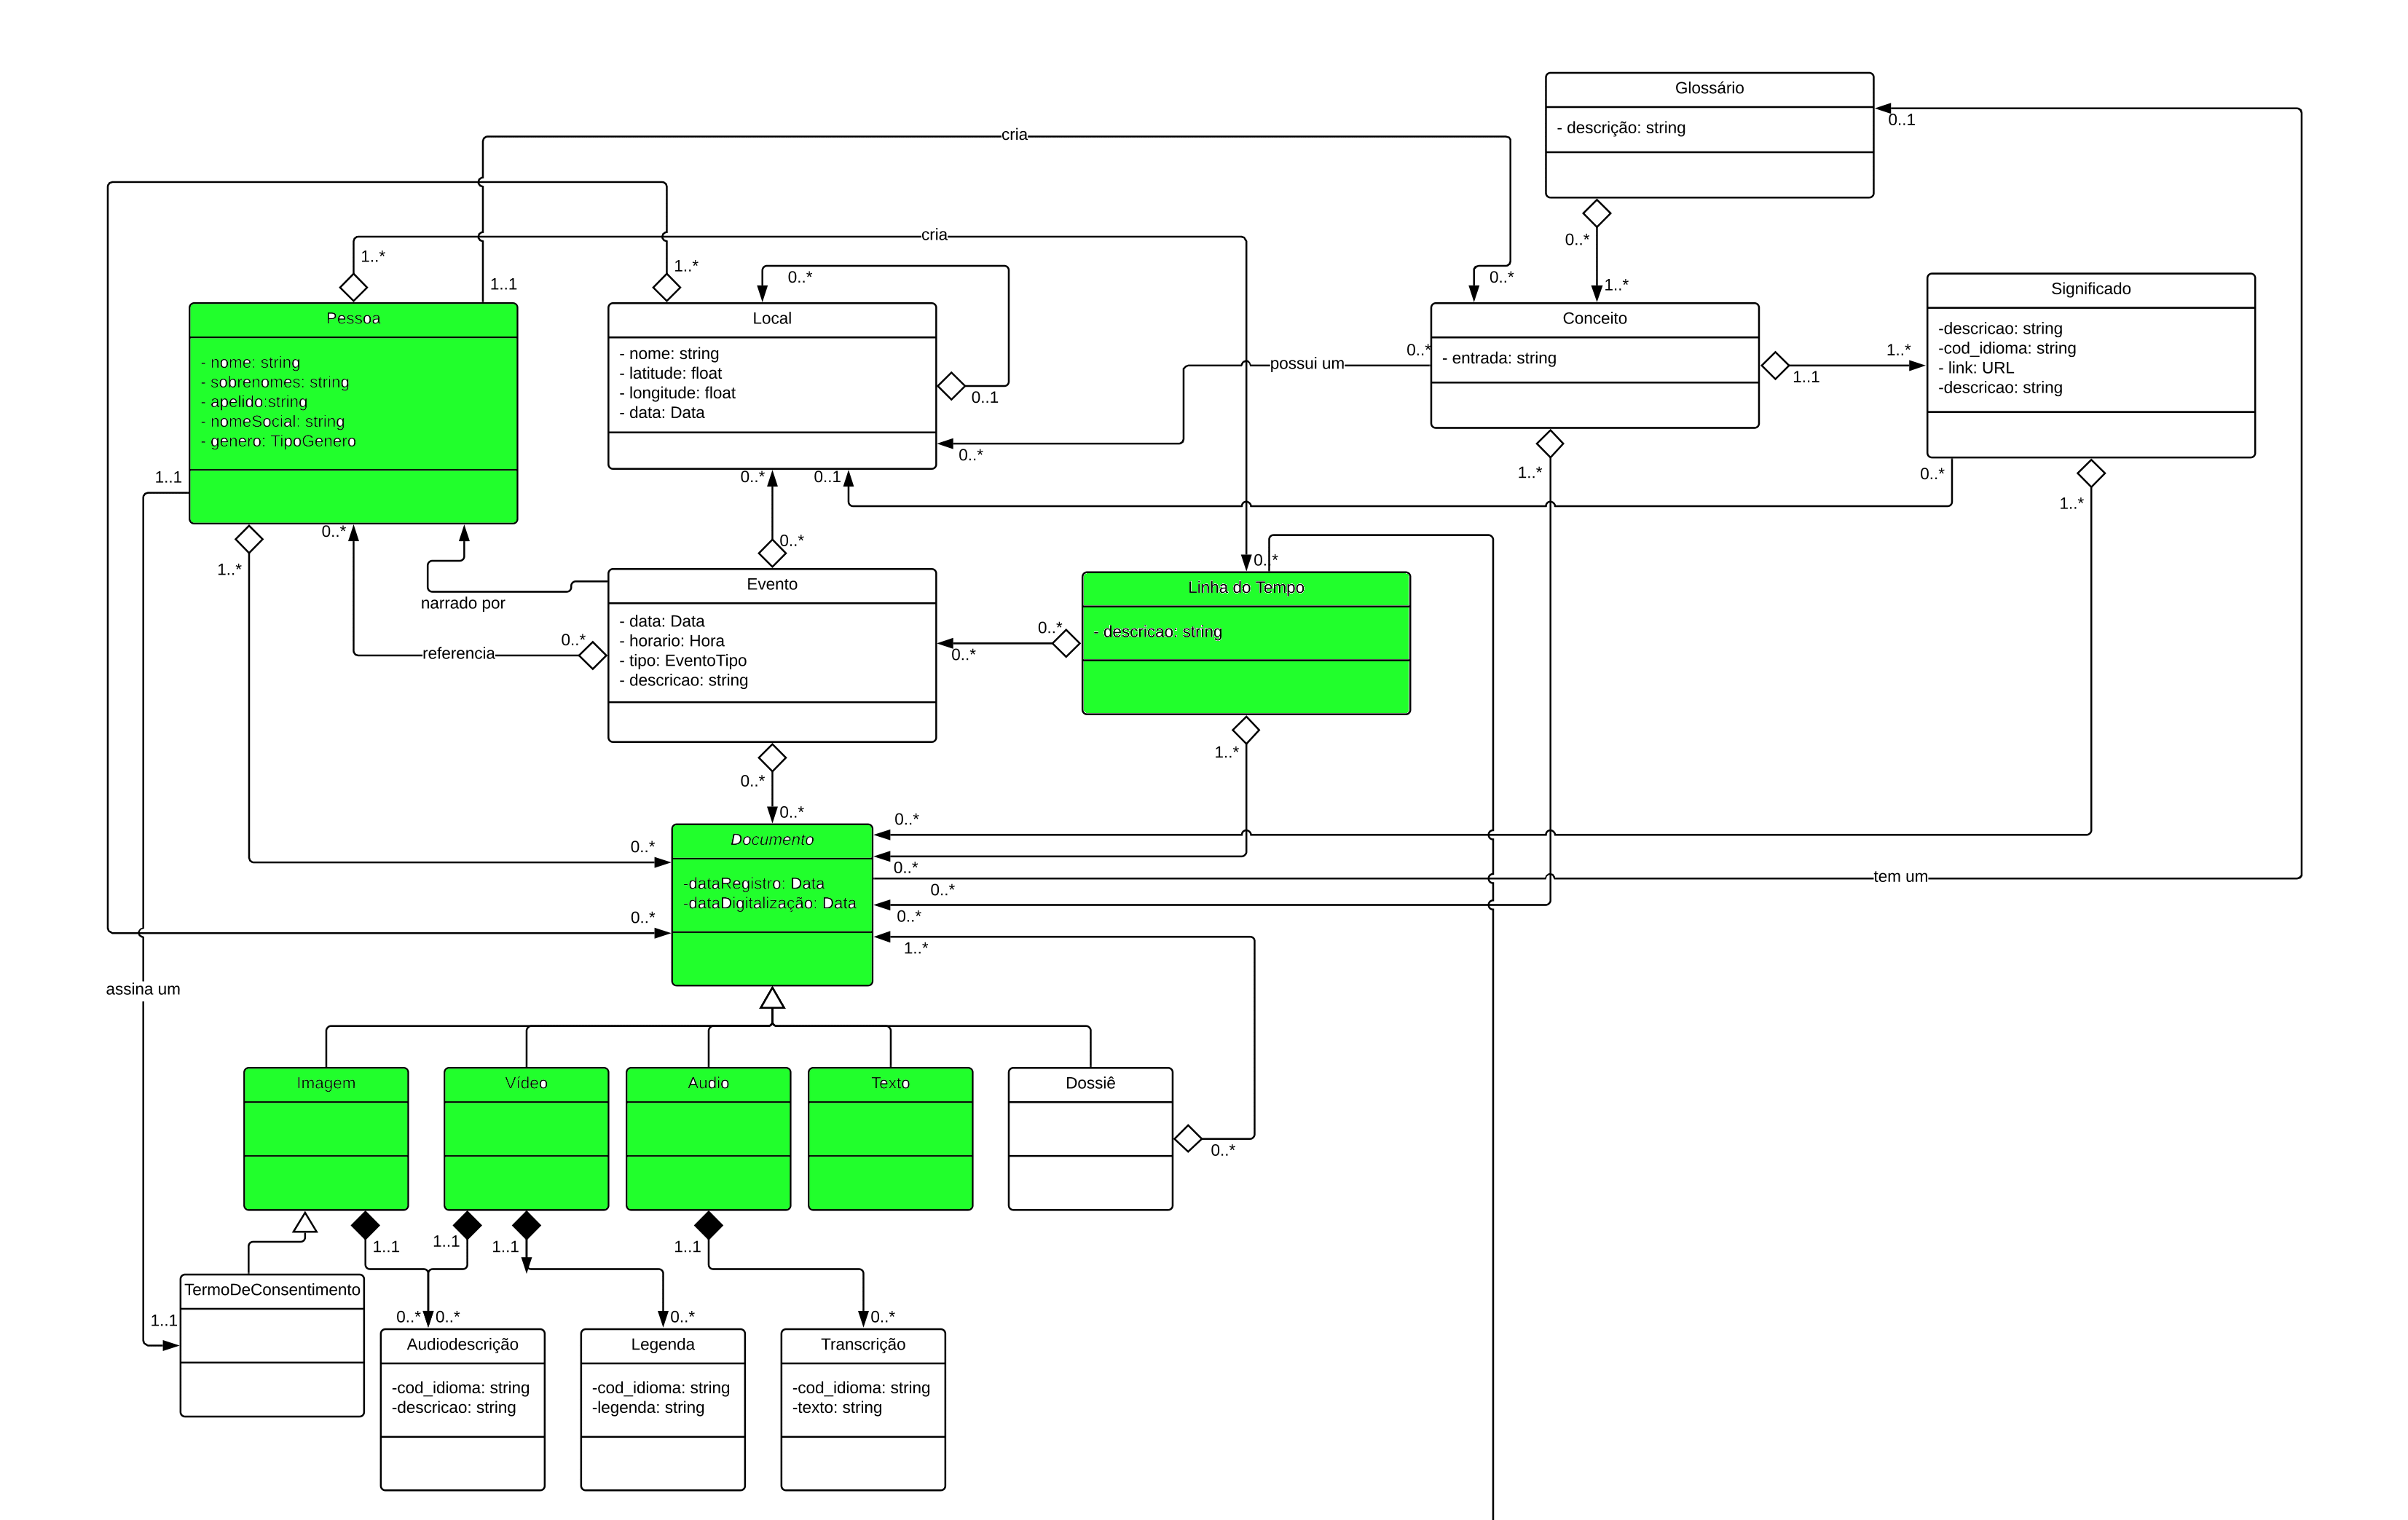 Glossário
- descrição: string
0..1
cria
0..*
1..*
cria
1..*
1..*
1..1
0..*
0..*
Pessoa
- nome: string
- sobrenomes: string
- apelido:string
- nomeSocial: string
- genero: TipoGenero
Local
- nome: string
- latitude: float
- longitude: float
- data: Data
0..1
possui um
0..*
0..*
Conceito
- entrada: string
1..1
1..*
Significado
-descricao: string
-cod_idioma: string
- link: URL
-descricao: string
1..1
0..*
0..*
0..1
1..*
0..*
1..*
1..*
0..*
0..*
narrado por
0..*
referencia
Evento
- data: Data
- horario: Hora
- tipo: EventoTipo
- descricao: string
0..*
0..*
Linha do Tempo
- descricao: string
1..*
0..*
0..*
0..*
0..*
Documento
-dataRegistro: Data
-dataDigitalização: Data
0..*
0..*
tem um
0..*
0..*
0..*
1..*
assina um
Imagem
Vídeo
Audio
Texto
Dossiê
0..*
1..1
1..1
1..1
1..1
TermoDeConsentimento
1..1
0..*
0..*
0..*
0..*
Audiodescrição
-cod_idioma: string
-descricao: string
Legenda
-cod_idioma: string
-legenda: string
Transcrição
-cod_idioma: string
-texto: string